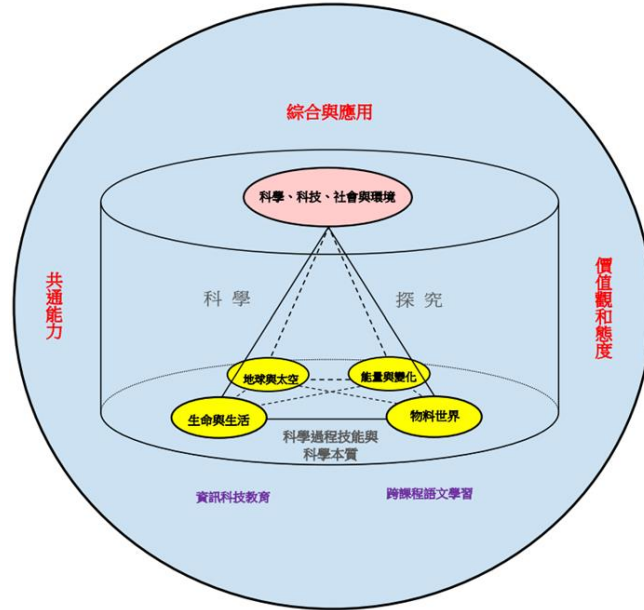 綜合與應用
科學、科技、社會與環境
共通能力
價值觀和態度
科 學
探 究
地球與太空
能量與變化
生命與生活
物料世界
科學過程技能與
科學本質
資訊科技教育
跨課程語文學習